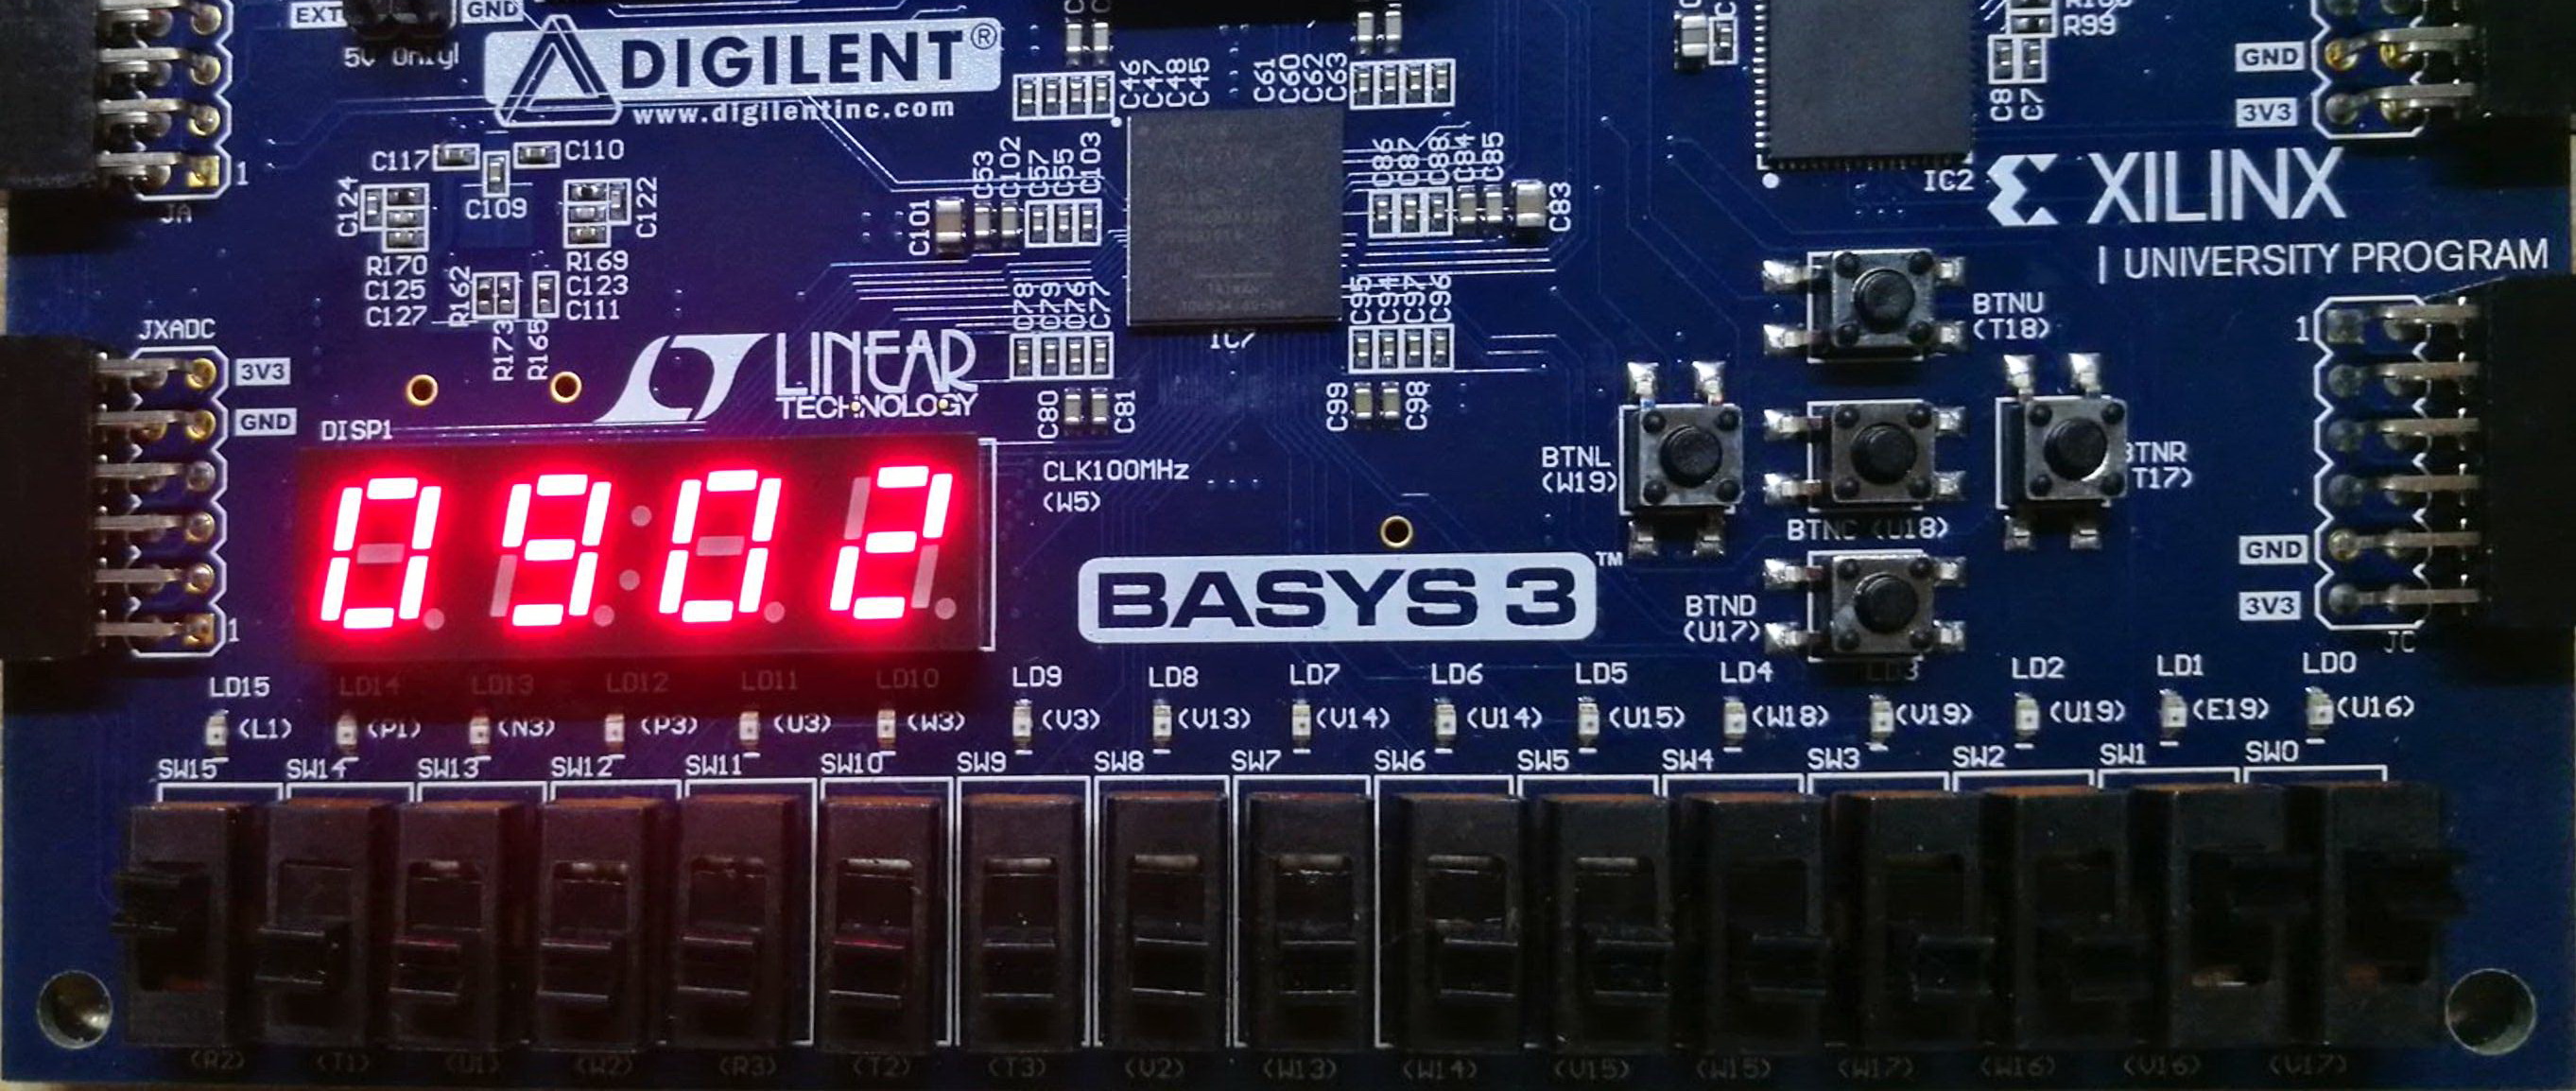 EXT
GND
5V Only!
DIGILENT®
www.digilentinc.com
C46
C47
C48
C45
C61
C60
C62
C63
R99
C8
C7
GND
3V3
1
JA
C117
C110
C109
C124
C122
R170
C125
C127
R169
C123
C111
R162
R173
R165
C101
C53
C102
C57
C55
C103
C86
C87
C88
C84
C85
C83
IC2
XILINX
| UNIVERSITY PROGRAM
C78
C79
C76
C77
IC7
C95
C94
C97
C96
C80
C81
C99
C98
JXADC
3V3
GND
1
LINEAR
TECHNOLOGY
DISP1
0902
CLK100MHz
(W5)
BTNU
(T18)
BTNL
(W19)
BTNC (U18)
BTNR
T17)
BTND
(U17)
BASYS 3™
1
GND
3V3
JC
LD15 LD14 LD13 LD12 LD11 LD10 LD9 LD8 LD7 LD6 LD5 LD4 LD3 LD2 LD1 LD0
(L1) (P1) (N3) (P3) (U3) (W3) (V3) (V13) (V14) (U14) (U15) (W18) (V19) (U19) (E19) (U16)
SW15 SW14 SW13 SW12 SW11 SW10 SW9 SW8 SW7 SW6 SW5 SW4 SW3 SW2 SW1 SW0
(R2) (T1) (U1) (W2) (R3) (T2) (T3) (V2) (W13) (W14) (V15) (W15) (W17) (W16) (V16) (V17)